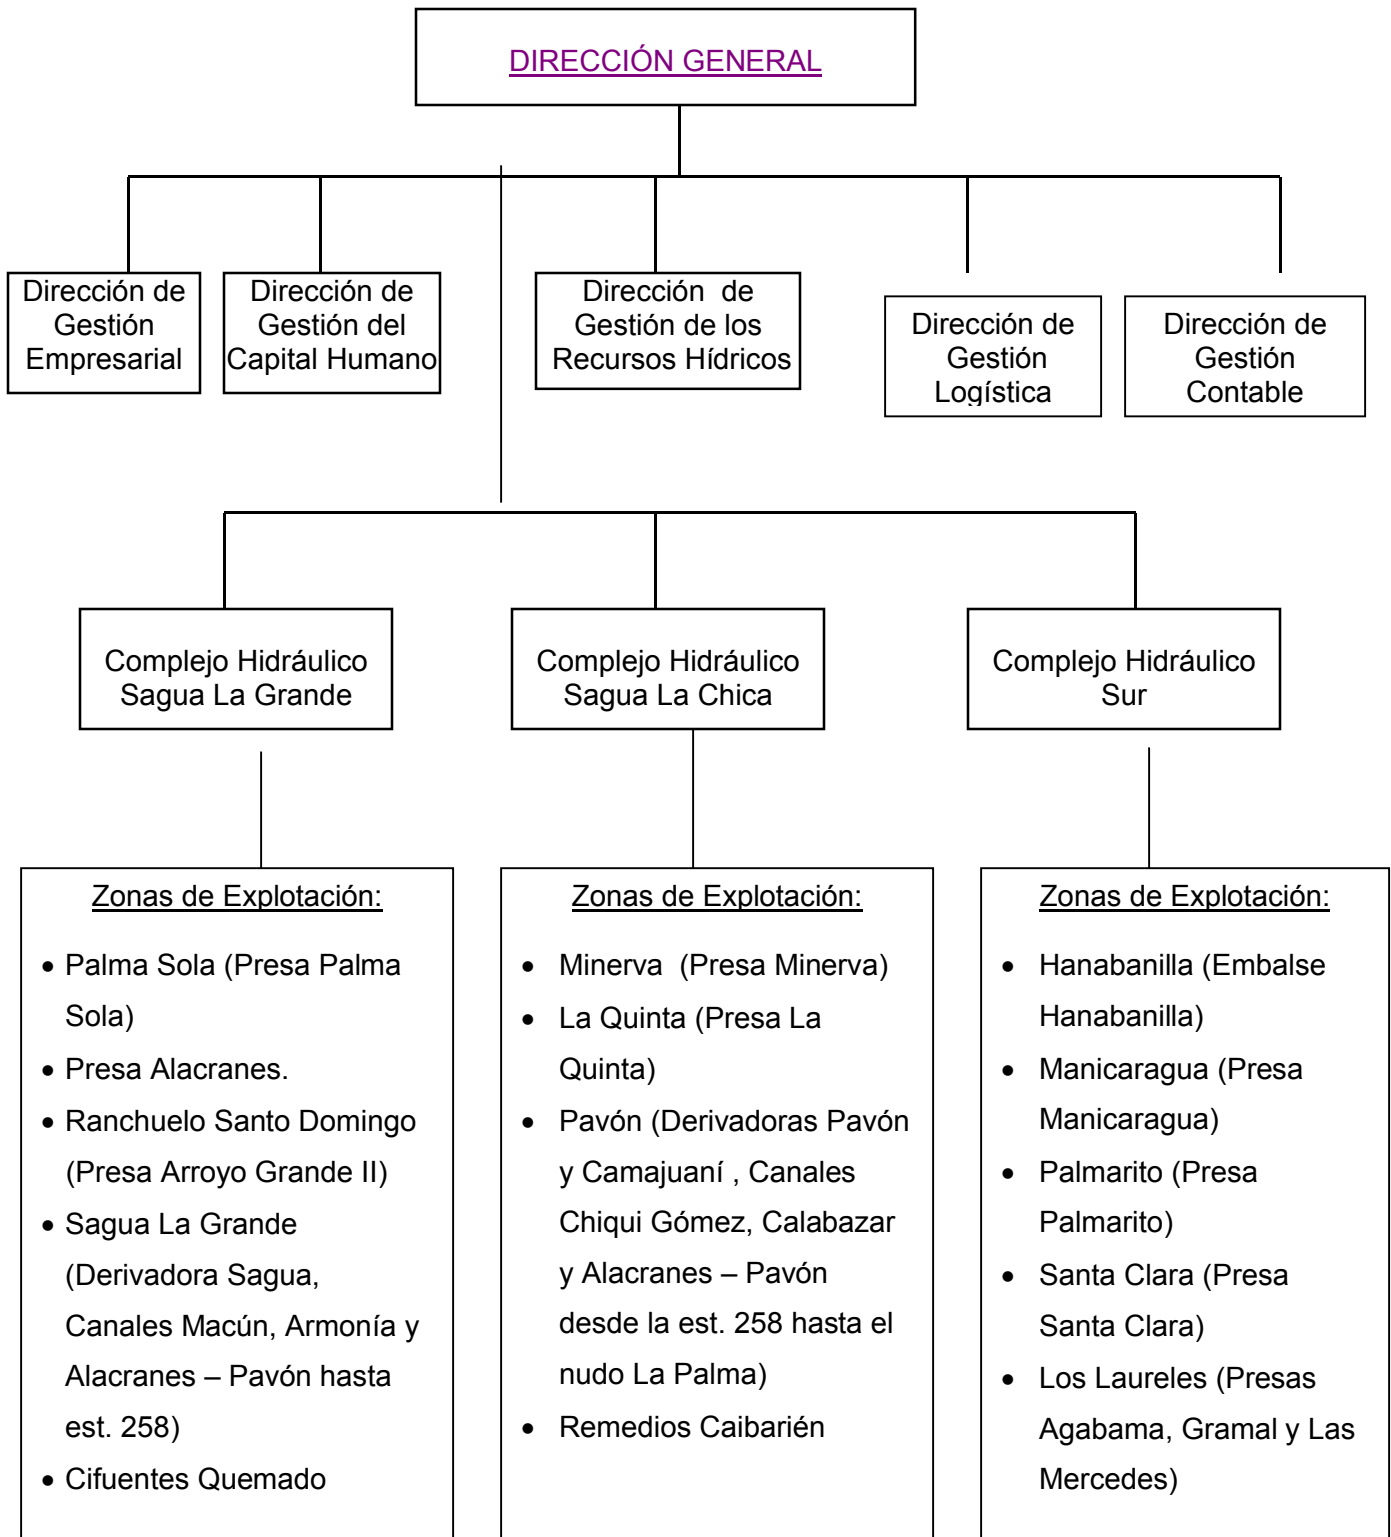 DIRECCIÓN GENERAL
Dirección de
Gestión
Empresarial
Dirección de
Gestión del
Capital Humano
Dirección  de
Gestión de los
Recursos Hídricos
Dirección de
Gestión
Logística
Dirección de
Gestión
Contable
Complejo Hidráulico
Sagua La Grande
Complejo Hidráulico
Sagua La Chica
Complejo Hidráulico
Sur
Zonas de Explotación:
• Palma Sola (Presa Palma
Sola)
• Presa Alacranes.
• Ranchuelo Santo Domingo
(Presa Arroyo Grande II)
• Sagua La Grande
(Derivadora Sagua,
Canales Macún, Armonía y
Alacranes – Pavón hasta
est. 258)
• Cifuentes Quemado
Zonas de Explotación:
• Minerva  (Presa Minerva)
• La Quinta (Presa La
Quinta)
• Pavón (Derivadoras Pavón
y Camajuaní , Canales
Chiqui Gómez, Calabazar
y Alacranes – Pavón
desde la est. 258 hasta el
nudo La Palma)
• Remedios Caibarién
Zonas de Explotación:
• Hanabanilla (Embalse
Hanabanilla)
• Manicaragua (Presa
Manicaragua)
• Palmarito (Presa
Palmarito)
• Santa Clara (Presa
Santa Clara)
• Los Laureles (Presas
Agabama, Gramal y Las
Mercedes)